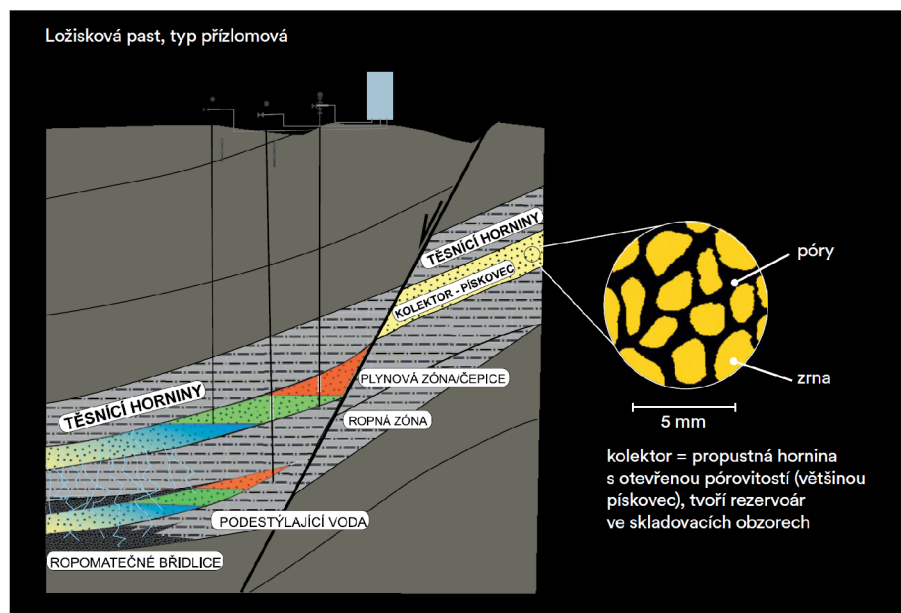 Ložisková past, typ přízlomová
TĚSNÍCÍ HORNINY
KOLEKTOR - PÍSKOVEC
póry
zrna
5 mm
PLYNOVÁ ZÓNA/ČEPICE
TĚSNÍCÍ HORNINY
ROPNÁ ZÓNA
PODESTÝLAJÍCÍ VODA
ROPOMATEČNÉ BŘIDLICE
kolektor = propustná hornina
s otevřenou pórovitostí (většinou
pískovec), tvoří rezervoár
ve skladovacích obzorech